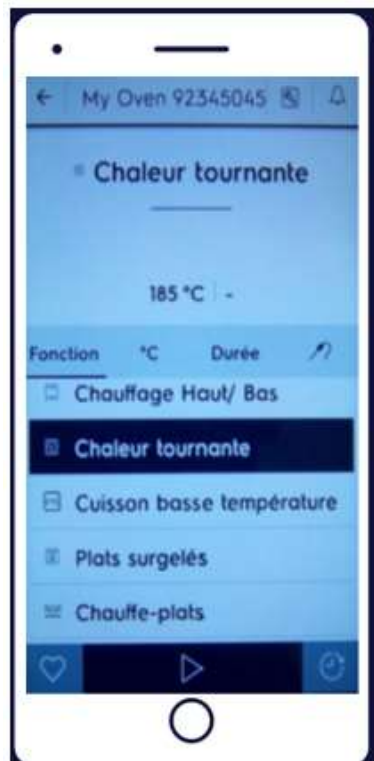 My Oven 92345045
Chaleur tournante
185 °C | -
Fonction °C Durée
Chauffage Haut/ Bas
Chaleur tournante
Cuisson basse température
Plats surgelés
Chauffe-plats